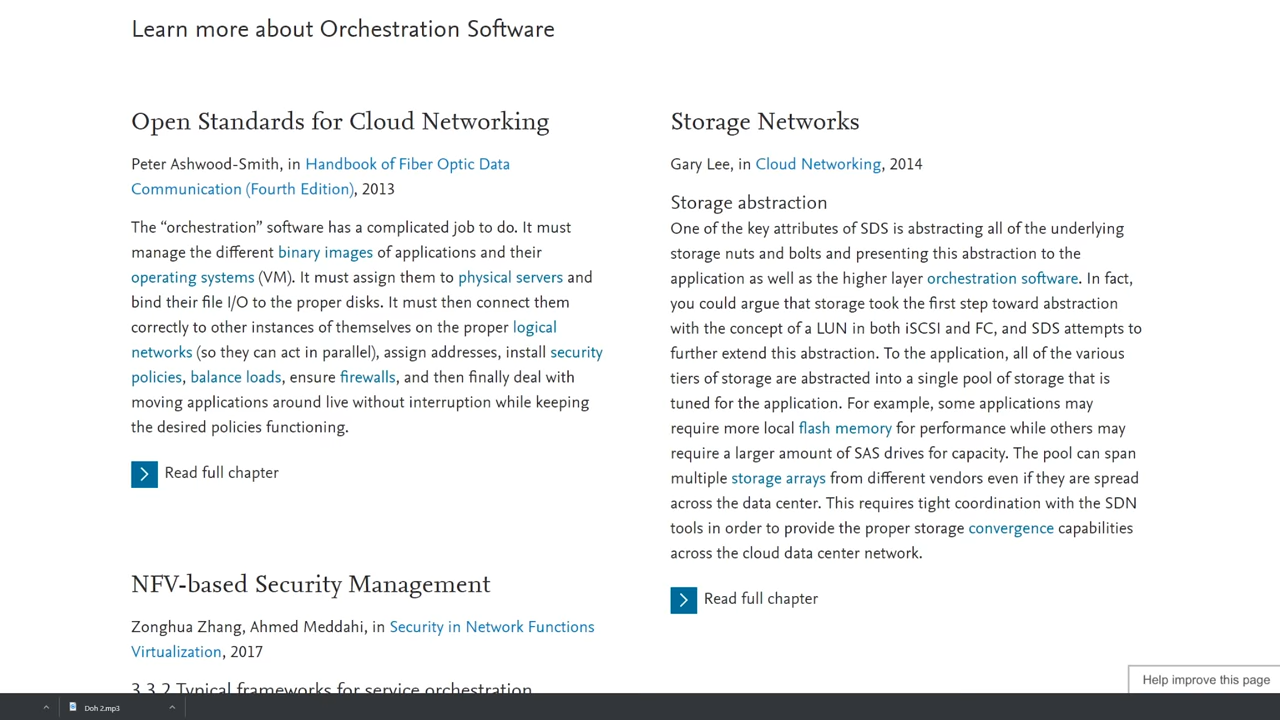 Learn more about Orchestration Software
Open Standards for Cloud Networking
Peter Ashwood-Smith, in Handbook of Fiber Optic Data
Communication (Fourth Edition), 2013
The “orchestration” software has a complicated job to do. It must
manage the different binary images of applications and their
operating systems (VM). It must assign them to physical servers and
bind their file I/O to the proper disks. It must then connect them
correctly to other instances of themselves on the proper logical
networks (so they can act in parallel), assign addresses, install security
policies, balance loads, ensure firewalls, and then finally deal with
moving applications around live without interruption while keeping
the desired policies functioning.
Read full chapter
NFV-based Security Management
Zonghua Zhang, Ahmed Meddahi, in Security in Network Functions
Virtualization, 2017
3.3.2 Typical frameworks for service orchestration
Storage Networks
Gary Lee, in Cloud Networking, 2014
Storage abstraction
One of the key attributes of SDS is abstracting all of the underlying
storage nuts and bolts and presenting this abstraction to the
application as well as the higher layer orchestration software. In fact,
you could argue that storage took the first step toward abstraction
with the concept of a LUN in both iSCSI and FC, and SDS attempts to
further extend this abstraction. To the application, all of the various
tiers of storage are abstracted into a single pool of storage that is
tuned for the application. For example, some applications may
require more local flash memory for performance while others may
require a larger amount of SAS drives for capacity. The pool can span
multiple storage arrays from different vendors even if they are spread
across the data center. This requires tight coordination with the SDN
tools in order to provide the proper storage convergence capabilities
across the cloud data center network.
Read full chapter
Help improve this page
Doh 2.mp3